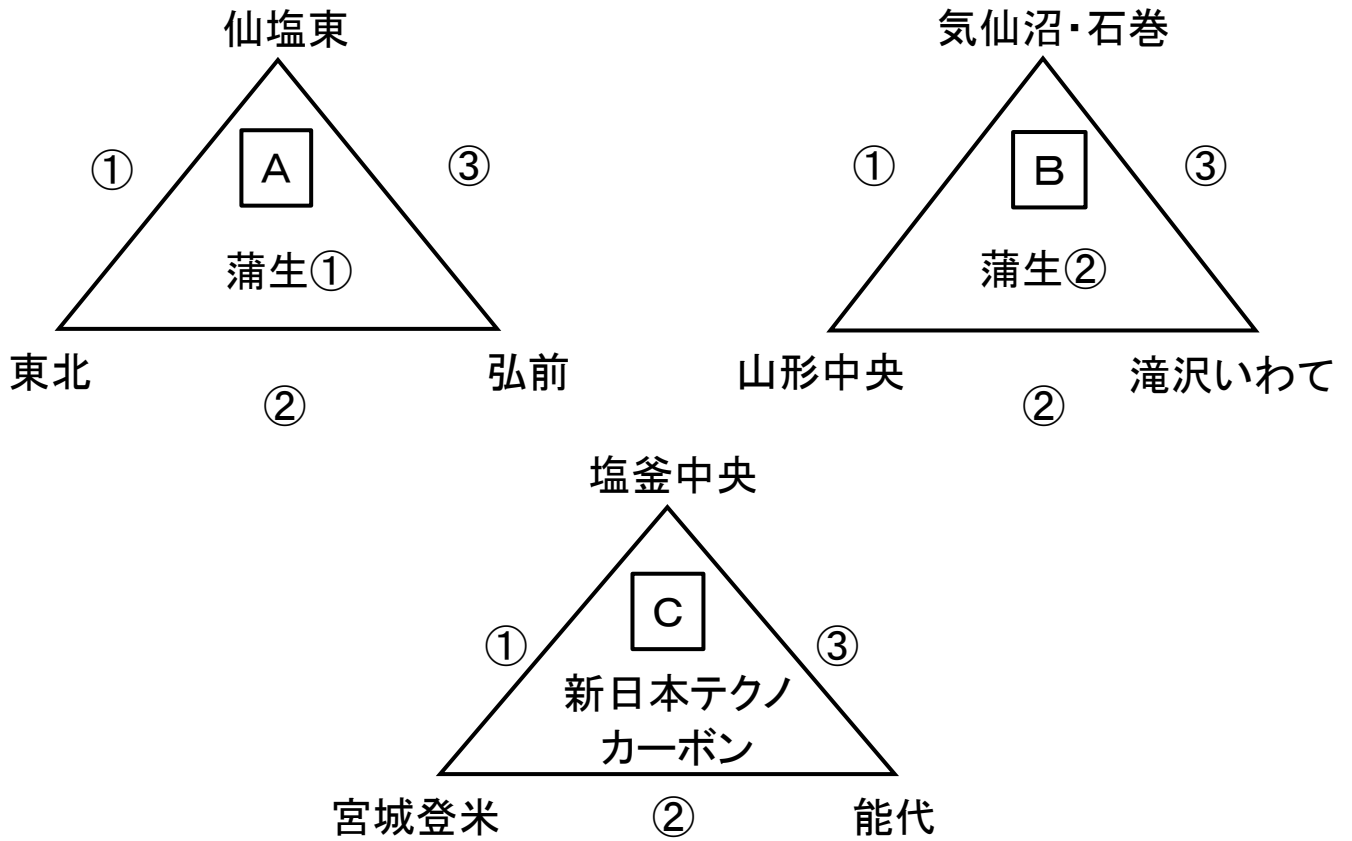 仙塩東
気仙沼・石巻
①
A
③
①
B
③
蒲生①
蒲生②
東北
弘前
山形中央
滝沢いわて
②
②
塩釜中央
①
C
③
新日本テクノ
カーボン
宮城登米
②
能代